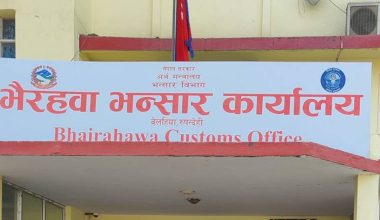 नेपाल सरकार
अर्थ मन्त्रालय
भन्सार विभाग
भैरहवा भन्सार कार्यालय
बेलहिया रुपन्देही
Bhairahawa Customs Office